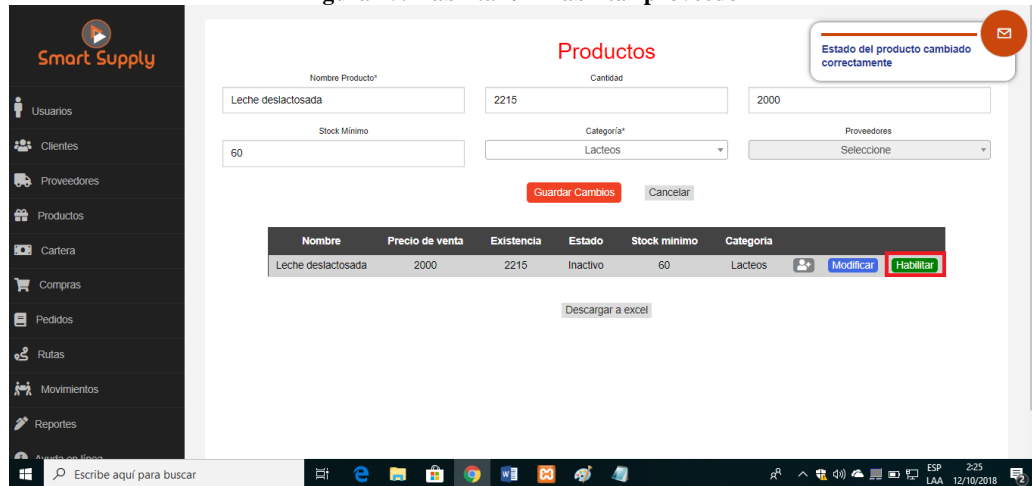 Smart Supply
Usuarios
Clientes
Proveedores
Productos
Cartera
Compras
Pedidos
Rutas
Movimientos
Reportes
Productos
Estado del producto cambiado
correctamente
Nombre Producto*
Cantidad
Leche deslactosada
2215
2000
Stock Mínimo
Categoría*
Proveedores
60
Lacteos
Seleccione
Guardar Cambios
Cancelar
Nombre Precio de venta Existencia Estado Stock minimo Categoria
Leche deslactosada 2000 2215 Inactivo 60 Lacteos Modificar Habilitar
Descargar a excel
Escribe aquí para buscar
ESP
LAA
2:25
12/10/2018
2